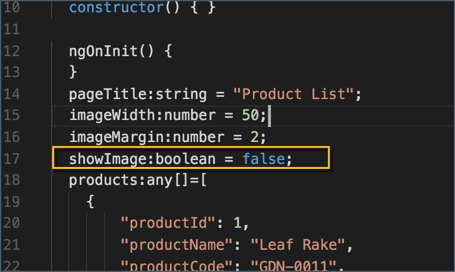 10 constructor() { }
11
12 ngOnInit() {
13 }
14 pageTitle:string = "Product List";
15 imageWidth:number = 50;
16 imageMargin:number = 2;
17 showImage:boolean = false;
18 products:any[]=[
19 {
20 "productId": 1,
21 "productName": "Leaf Rake",
22 "productCode": "GDN-0011",